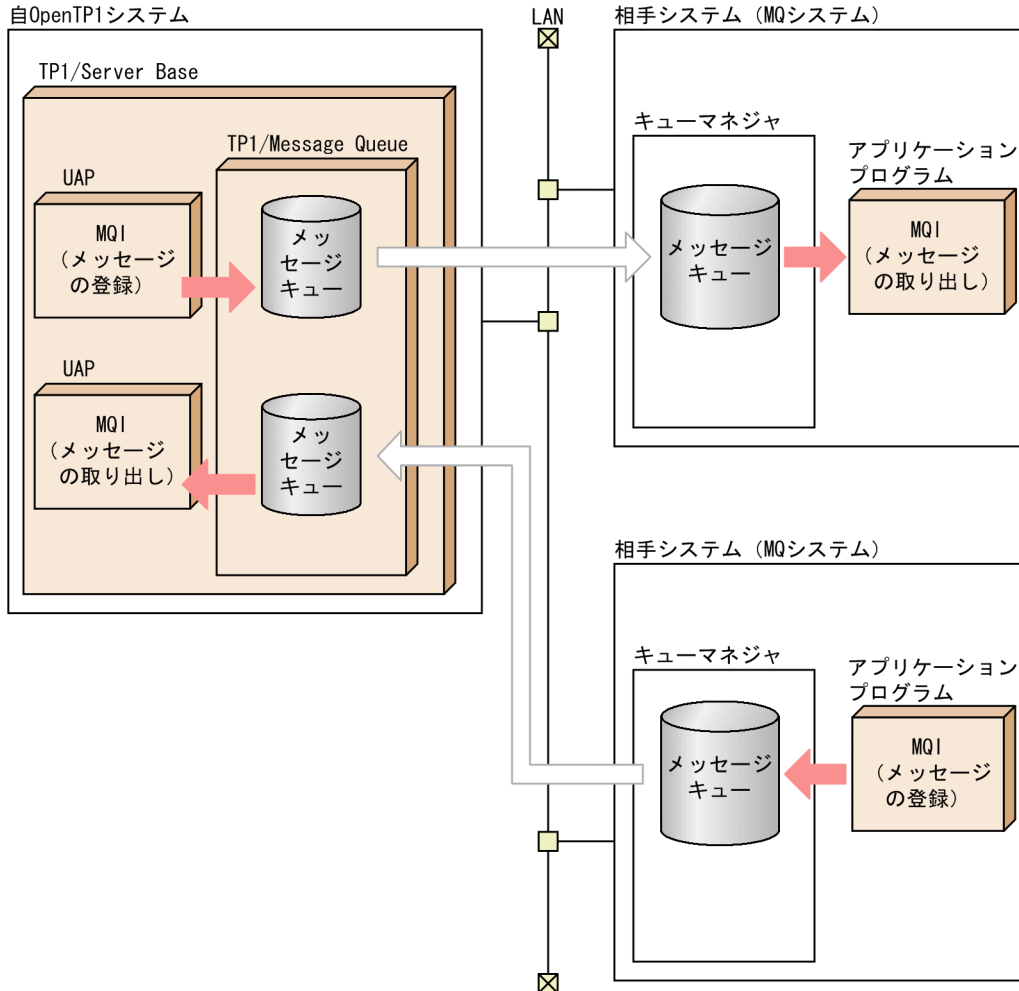 自OpenTP1システム
LAN
相手システム（MQシステム）
TP1/Server Base
TP1/Message Queue
キューマネジャ
アプリケーション
プログラム
UAP
MQI
（メッセージ
の登録）
メッ
セージ
キュー
メッセージ
キュー
MQI
（メッセージ
の取り出し）
UAP
MQI
（メッセージ
の取り出し）
メッ
セージ
キュー
相手システム（MQシステム）
キューマネジャ
アプリケーション
プログラム
メッセージ
キュー
MQI
（メッセージ
の登録）